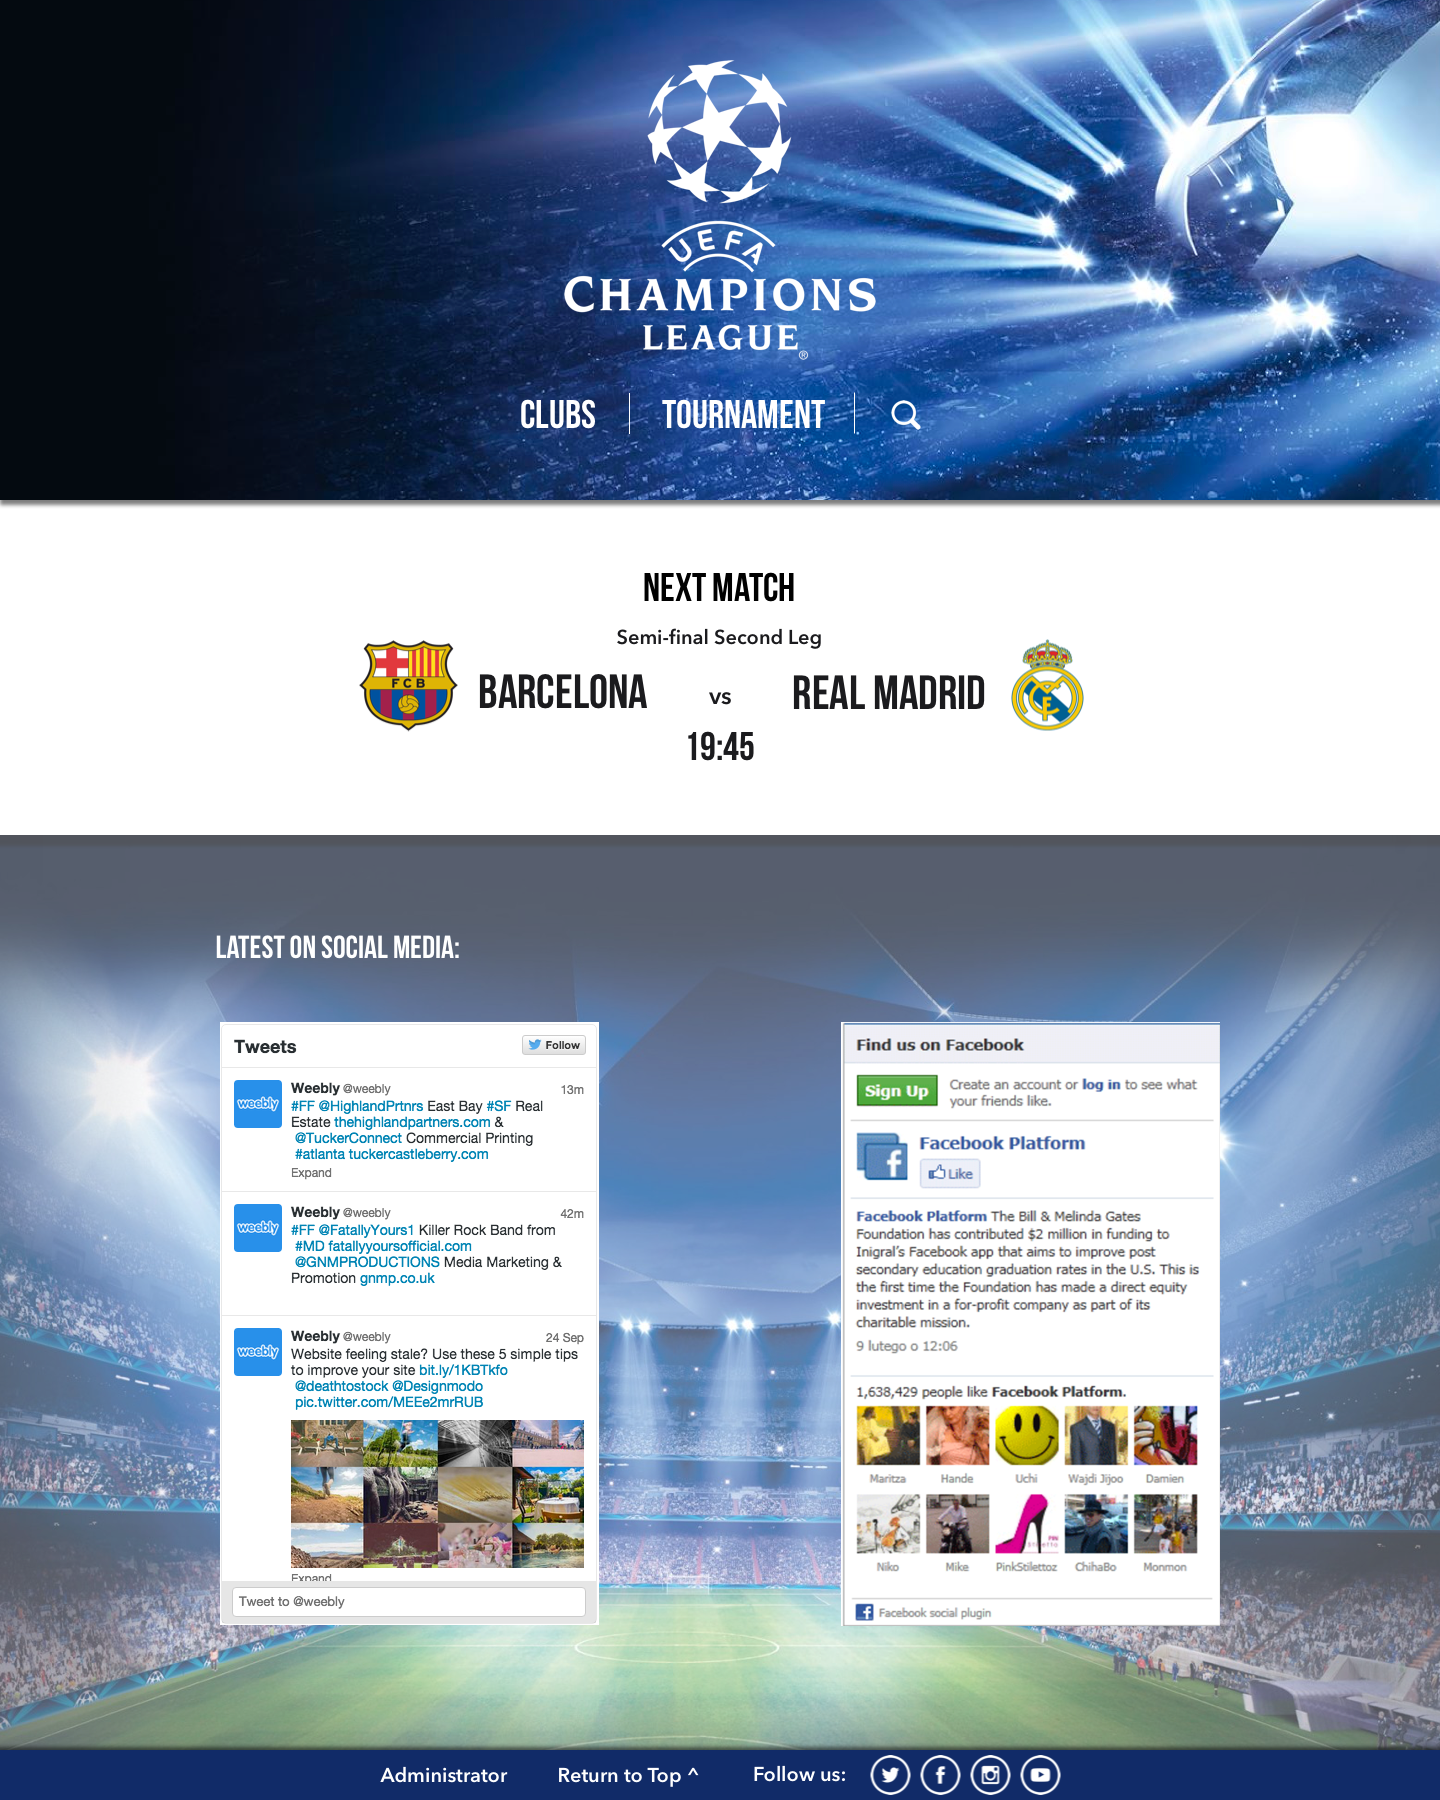 UEFA
CHAMPIONS
LEAGUE®
CLUBS
TOURNAMENT
NEXT MATCH
Semi-final Second Leg
FCB
BARCELONA
vs
REAL MADRID
19:45
LATEST ON SOCIAL MEDIA:
Tweets
Follow
weebly
Weebly @weebly
13m
#FF @HighlandPrtnrs East Bay #SF Real
Estate thehighlandpartners.com &
@TuckerConnect Commercial Printing
#atlanta tuckercastleberry.com
Expand
weebly
Weebly @weebly
42m
#FF @FatallyYours1 Killer Rock Band from
#MD fatallyyoursofficial.com
@GNMPRODUCTIONS Media Marketing &
Promotion gnmp.co.uk
weebly
Weebly @weebly
24 Sep
Website feeling stale? Use these 5 simple tips
to improve your site bit.ly/1KBTkfo
@deathtostock @Designmodo
pic.twitter.com/MEEe2mrRUB
Expand
Tweet to @weebly
Find us on Facebook
Sign Up
Create an account or log in to see what
your friends like.
Facebook Platform
Like
Facebook Platform The Bill & Melinda Gates
Foundation has contributed $2 million in funding to
Inigral's Facebook app that aims to improve post
secondary education graduation rates in the U.S. This is
the first time the Foundation has made a direct equity
investment in a for-profit company as part of its
charitable mission.
9 lutego o 12:06
1,638,429 people like Facebook Platform.
Maritza Hande Uchi Wajdi Jijoo Damien
Niko Mike PinkStilettoz ChihaBo Monmon
Facebook social plugin
Administrator
Return to Top ^
Follow us: